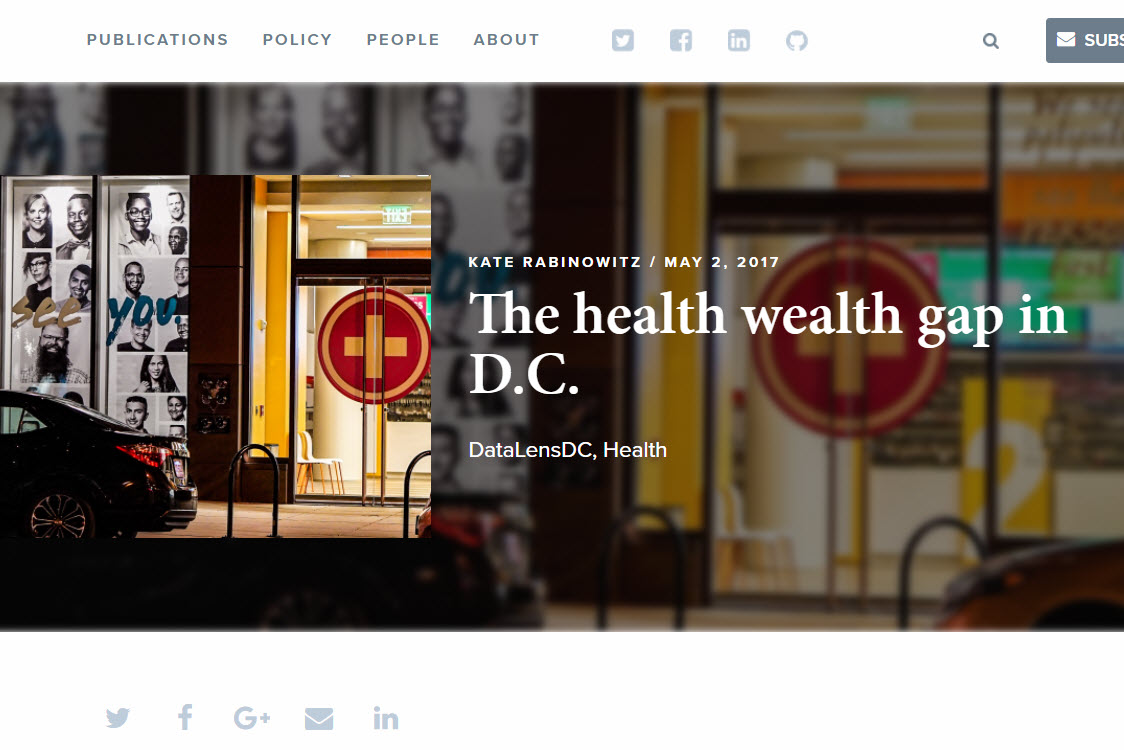 PUBLICATIONS POLICY PEOPLE ABOUT
SUBS
see you.
KATE RABINOWITZ / MAY 2, 2017
The health wealth gap in
D.C.
DataLensDC, Health
2